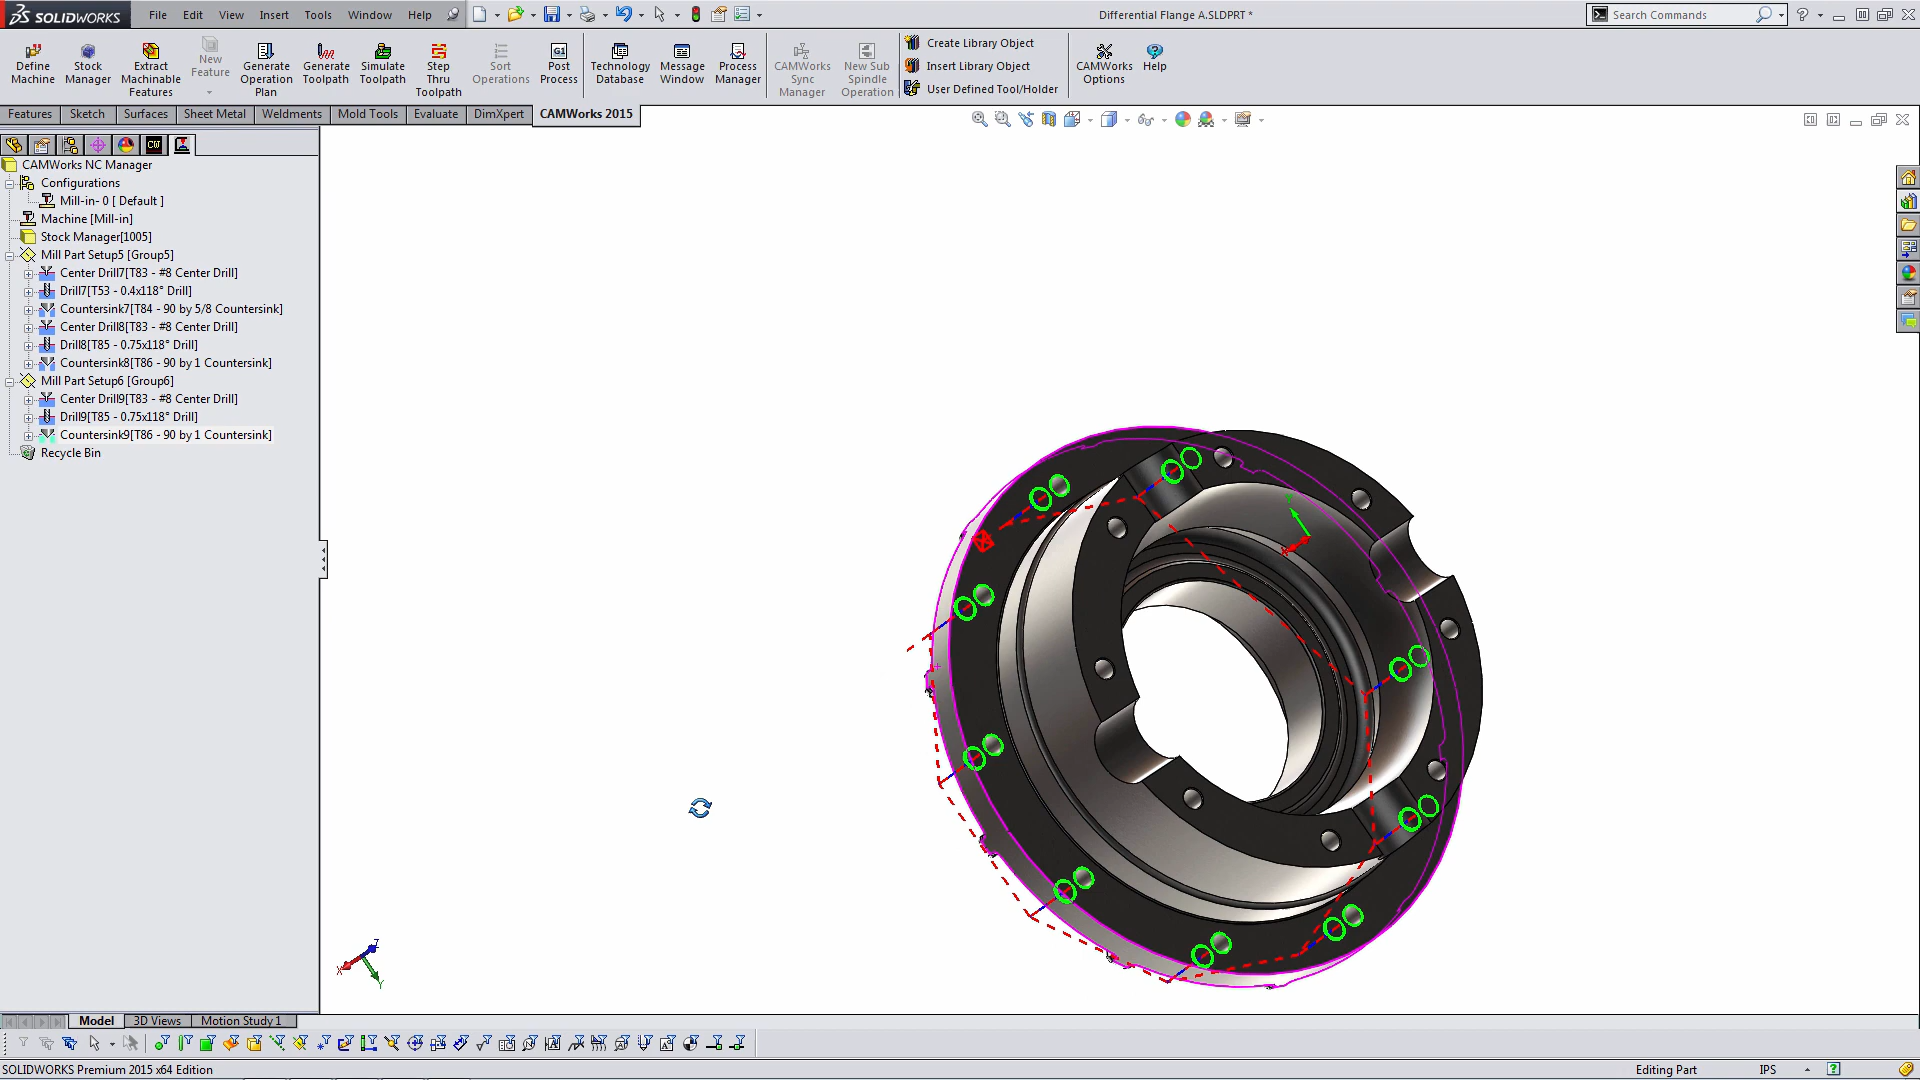 SOLIDWORKS File Edit View Insert Tools Window Help Differential Flange A.SLDPRT * Search Commands
Define Machine
Stock Manager
Extract Machinable Features
New Feature
Generate Operation Plan
Generate Toolpath
Simulate Toolpath
Step Thru Toolpath
Sort Operations
G1
Post Process
Technology Database
Message Window
Process Manager
CAMWorks Sync Manager
New Sub Spindle Operation
Create Library Object
Insert Library Object
User Defined Tool/Holder
CAMWorks Options
Help
Features Sketch Surfaces Sheet Metal Weldments Mold Tools Evaluate DimXpert CAMWorks 2015
CW
CAMWorks NC Manager
Configurations
Mill-in- 0 [ Default ]
Machine [Mill-in]
Stock Manager[1005]
Mill Part Setup5 [Group5]
Center Drill7[T83 - #8 Center Drill]
Drill7[T53 - 0.4x118° Drill]
Countersink7[T84 - 90 by 5/8 Countersink]
Center Drill8[T83 - #8 Center Drill]
Drill8[T85 - 0.75x118° Drill]
Countersink8[T86 - 90 by 1 Countersink]
Mill Part Setup6 [Group6]
Center Drill9[T83 - #8 Center Drill]
Drill9[T85 - 0.75x118° Drill]
Countersink9[T86 - 90 by 1 Countersink]
Recycle Bin
Z
X
Y
Model 3D Views Motion Study 1
SOLIDWORKS Premium 2015 x64 Edition Editing Part IPS